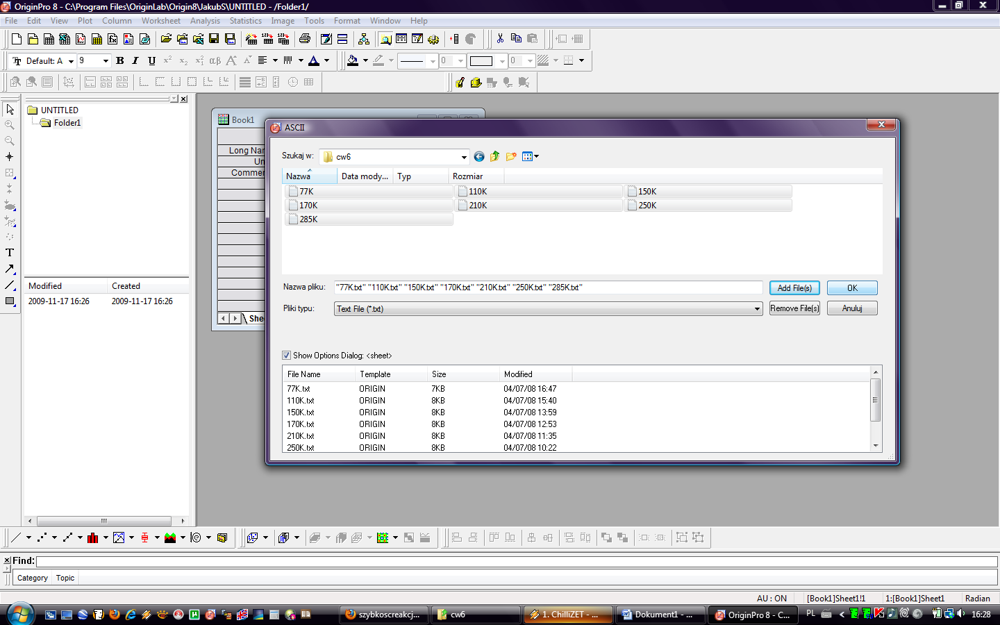 OriginPro 8 - C:\Program Files\OriginLab\Origin8\JakubS\UNTITLED - /Folder1/
File Edit View Plot Column Worksheet Analysis Statistics Image Tools Format Window Help
Default: A 9 B I U 0 0
UNTITLED
Folder1
Modified Created
2009-11-17 16:26 2009-11-17 16:26
Book1
Long Nam
Un
Commen
She
ASCII
Szukaj w: cw6
Nazwa Data mody... Typ Rozmiar
77K 110K 150K
170K 210K 250K
285K
Nazwa pliku: "77K.txt" "110K.txt" "150K.txt" "170K.txt" "210K.txt" "250K.txt" "285K.txt" Add File(s) OK
Pliki typu: Text File (*.txt) Remove File(s) Anuluj
Show Options Dialog: <sheet>
File Name Template Size Modified
77K.txt ORIGIN 7KB 04/07/08 16:47
110K.txt ORIGIN 8KB 04/07/08 15:40
150K.txt ORIGIN 8KB 04/07/08 13:59
170K.txt ORIGIN 8KB 04/07/08 12:53
210K.txt ORIGIN 8KB 04/07/08 11:35
250K.txt ORIGIN 8KB 04/07/08 10:22
Find:
Category Topic
AU : ON [Book1]Sheet1!1 1:[Book1]Sheet1 Radian
szybkoscreakcj... cw6 1. ChilliZET - ... Dokument1 - ... OriginPro 8 - C... PL 16:28